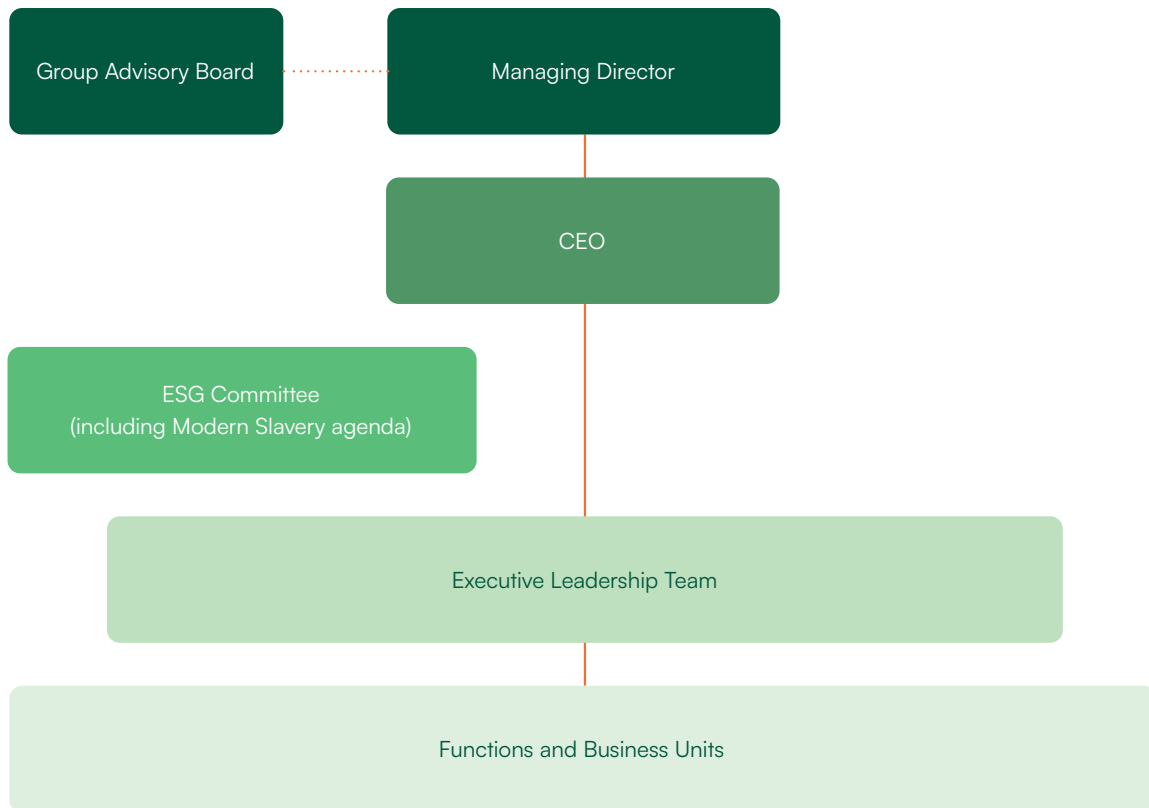 Group Advisory Board
Managing Director
CEO
ESG Committee
(including Modern Slavery agenda)
Executive Leadership Team
Functions and Business Units